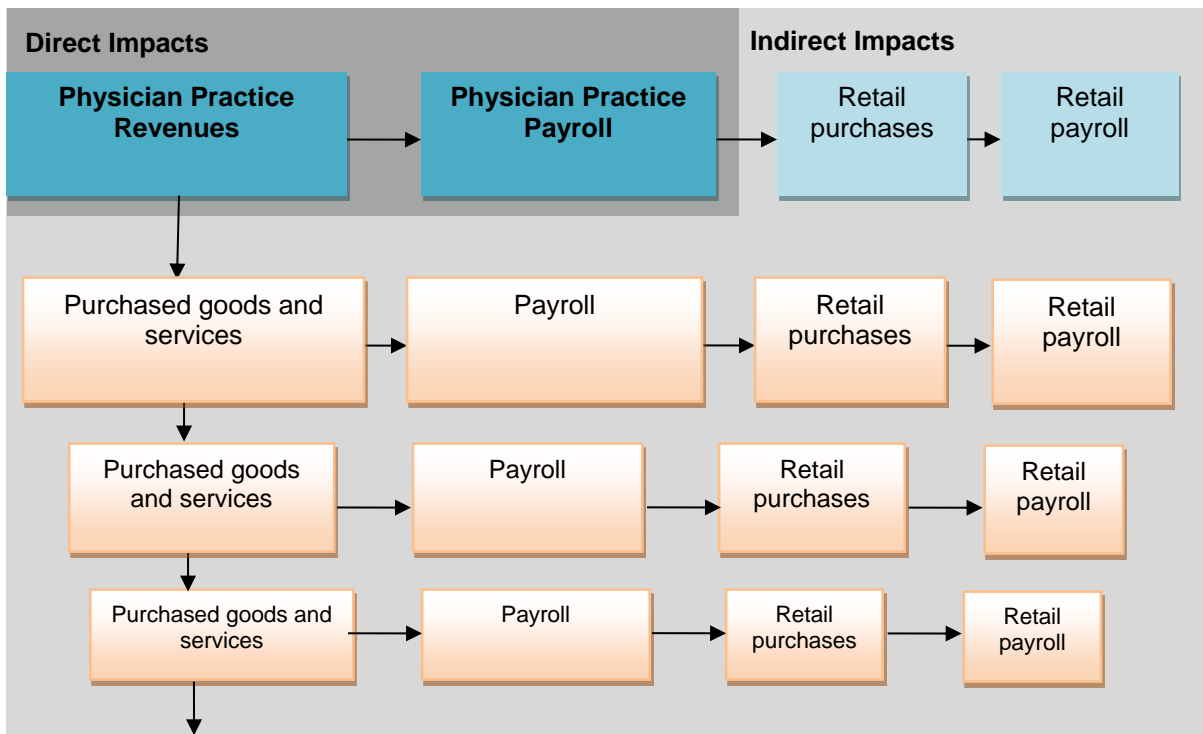 Direct Impacts
Indirect Impacts
Physician Practice
Revenues
Physician Practice
Payroll
Retail
purchases
Retail
payroll
Purchased goods and
services
Payroll
Retail
purchases
Retail
payroll
Purchased goods
and services
Payroll
Retail
purchases
Retail
payroll
Purchased goods and
services
Payroll
Retail
purchases
Retail
payroll